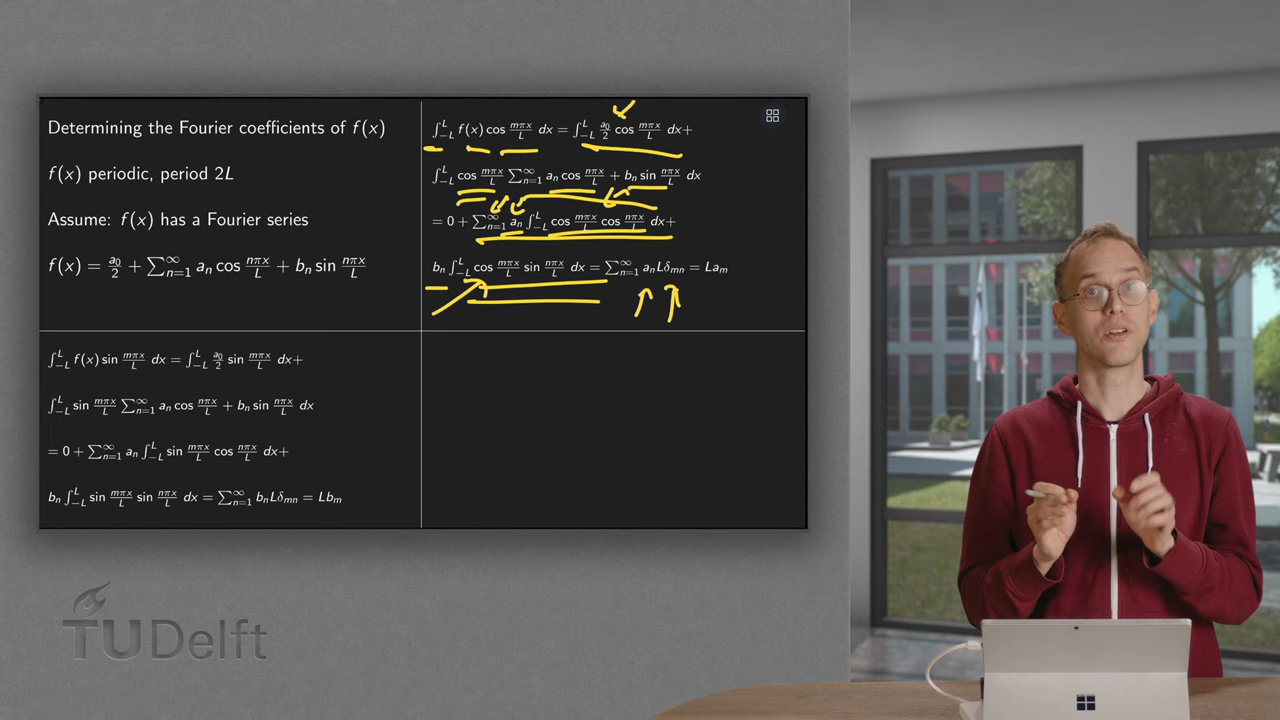 Determining the Fourier coefficients of f(x)
f(x) periodic, period 2L
Assume: f(x) has a Fourier series
f(x) = a₀/2 + ∑_{n=1}^{∞} aₙ cos nπx/L + bₙ sin nπx/L
∫_{-L}^{L} f(x) cos mπx/L dx = ∫_{-L}^{L} a₀/2 cos mπx/L dx+
∫_{-L}^{L} cos mπx/L ∑_{n=1}^{∞} aₙ cos nπx/L + bₙ sin nπx/L dx
= 0 + ∑_{n=1}^{∞} aₙ ∫_{-L}^{L} cos mπx/L cos nπx/L dx+
bₙ ∫_{-L}^{L} cos mπx/L sin nπx/L dx = ∑_{n=1}^{∞} aₙLδₘₙ = Laₘ
∫_{-L}^{L} f(x) sin mπx/L dx = ∫_{-L}^{L} a₀/2 sin mπx/L dx+
∫_{-L}^{L} sin mπx/L ∑_{n=1}^{∞} aₙ cos nπx/L + bₙ sin nπx/L dx
= 0 + ∑_{n=1}^{∞} aₙ ∫_{-L}^{L} sin mπx/L cos nπx/L dx+
bₙ ∫_{-L}^{L} sin mπx/L sin nπx/L dx = ∑_{n=1}^{∞} bₙLδₘₙ = Lbₘ
TUDelft